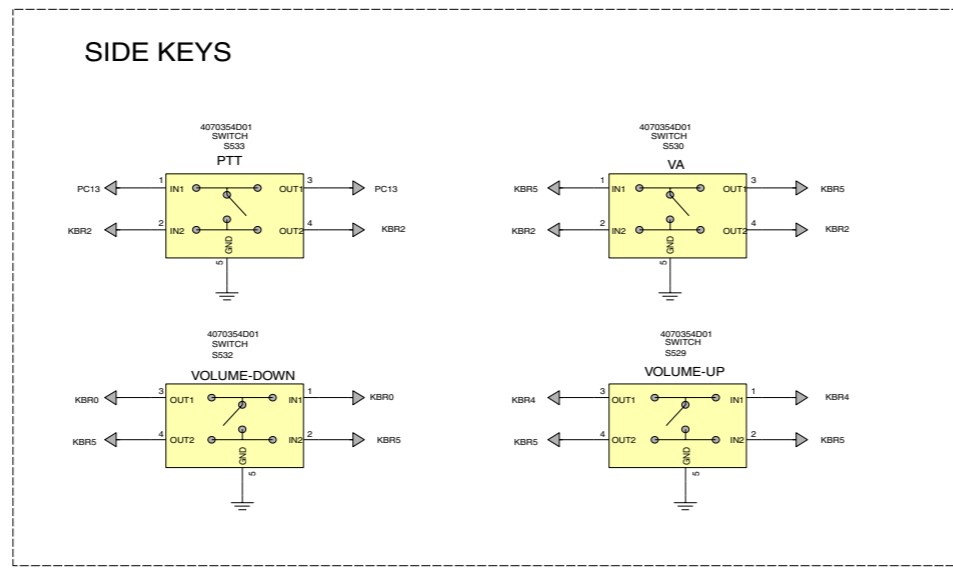 SIDE KEYS
4070354D01
SWITCH
S533
PTT
1
IN1
OUT1
3
PC13
PC13
2
IN2
OUT2
4
KBR2
KBR2
GND
5
4070354D01
SWITCH
S530
VA
1
IN1
OUT1
3
KBR5
KBR5
2
IN2
OUT2
4
KBR2
KBR2
GND
5
4070354D01
SWITCH
S532
VOLUME-DOWN
3
OUT1
IN1
1
KBR0
KBR0
4
OUT2
IN2
2
KBR5
KBR5
GND
5
4070354D01
SWITCH
S529
VOLUME-UP
3
OUT1
IN1
1
KBR4
KBR4
4
OUT2
IN2
2
KBR5
KBR5
GND
5